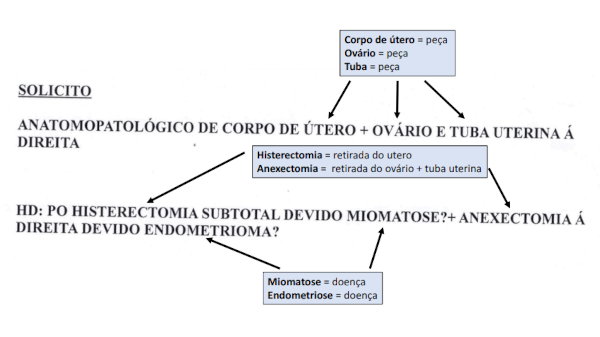 Corpo de útero = peça
Ovário = peça
Tuba = peça
SOLICITO
ANATOMOPATOLÓGICO DE CORPO DE ÚTERO + OVÁRIO E TUBA UTERINA Á
DIREITA
Histerectomia = retirada do utero
Anexectomia = retirada do ovário + tuba uterina
HD: PO HISTERECTOMIA SUBTOTAL DEVIDO MIOMATOSE?+ ANEXECTOMIA Á
DIREITA DEVIDO ENDOMETRIOMA?
Miomatose = doença
Endometriose = doença